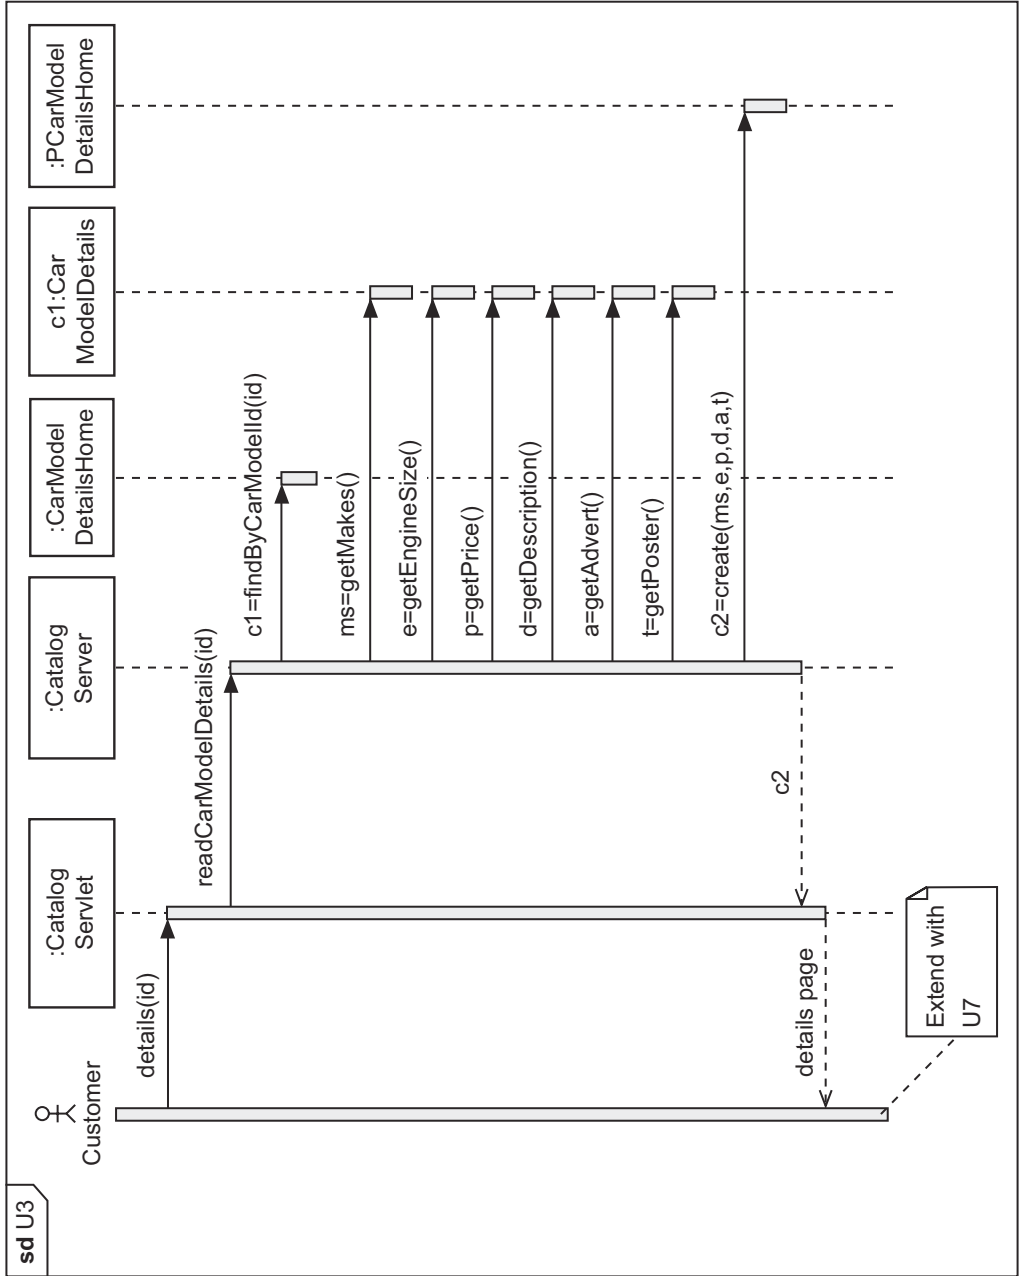 sd U3
Customer
:Catalog
Servlet
:Catalog
Server
:CarModel
DetailsHome
c1:Car
ModelDetails
:PCarModel
DetailsHome
details(id)
readCarModelDetails(id)
c1=findByCarModelId(id)
ms=getMakes()
e=getEngineSize()
p=getPrice()
d=getDescription()
a=getAdvert()
t=getPoster()
c2=create(ms,e,p,d,a,t)
c2
details page
Extend with
U7